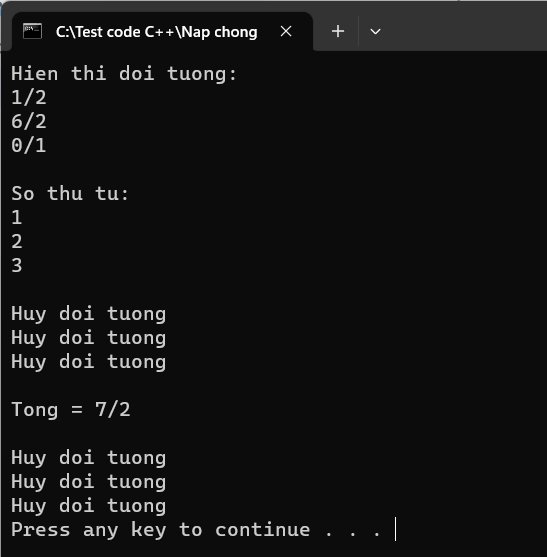 C:\Test code C++\Nap chong
Hien thi doi tuong:
1/2
6/2
0/1
So thu tu:
1
2
3
Huy doi tuong
Huy doi tuong
Huy doi tuong
Tong = 7/2
Huy doi tuong
Huy doi tuong
Huy doi tuong
Press any key to continue . . .